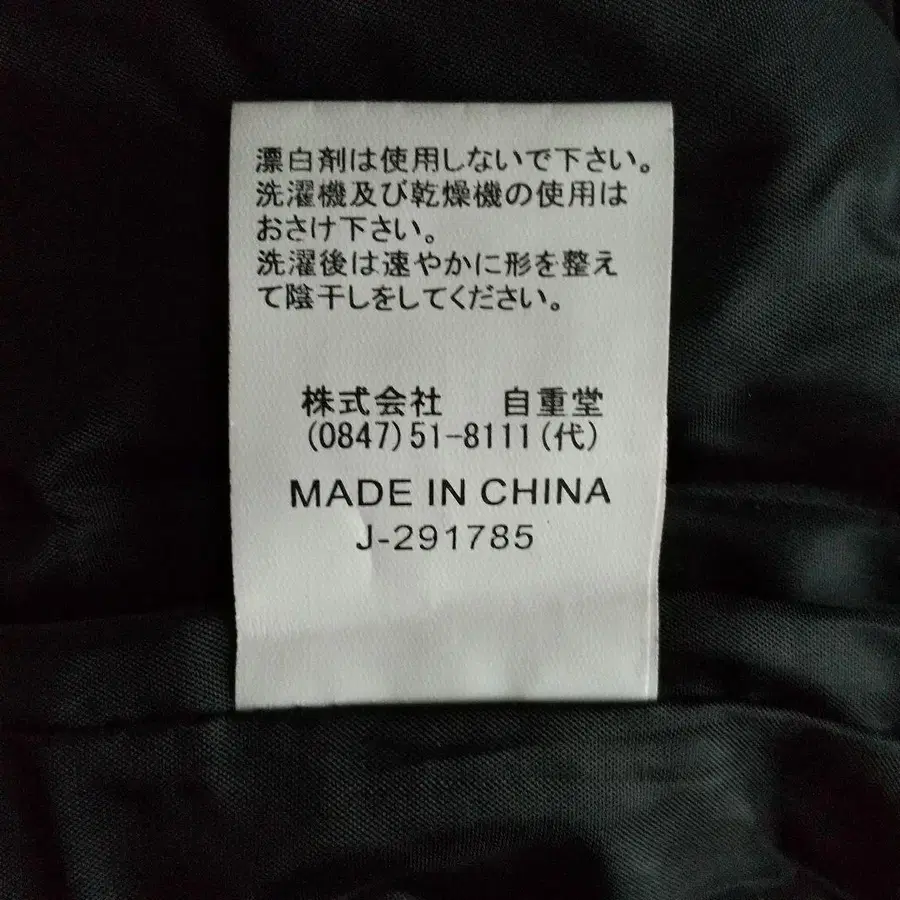 漂白剤は使用しないで下さい。
洗濯機及び乾燥機の使用は
おさけ下さい。
洗濯後は速やかに形を整え
て陰干しをしてください。
株式会社 自重堂
(0847)51-8111(代)
MADE IN CHINA
J-291785